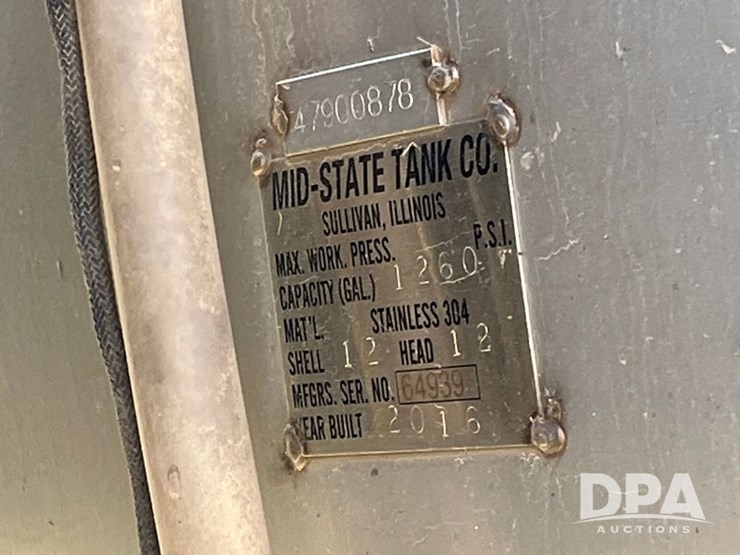 47900878
MID-STATE TANK CO.
SULLIVAN, ILLINOIS
MAX. WORK. PRESS. P.S.I.
CAPACITY (GAL.) 1260
MAT'L. STAINLESS 304
SHELL 12 HEAD 12
MFGRS. SER. NO. 64939
YEAR BUILT 2016
DPA
AUCTIONS